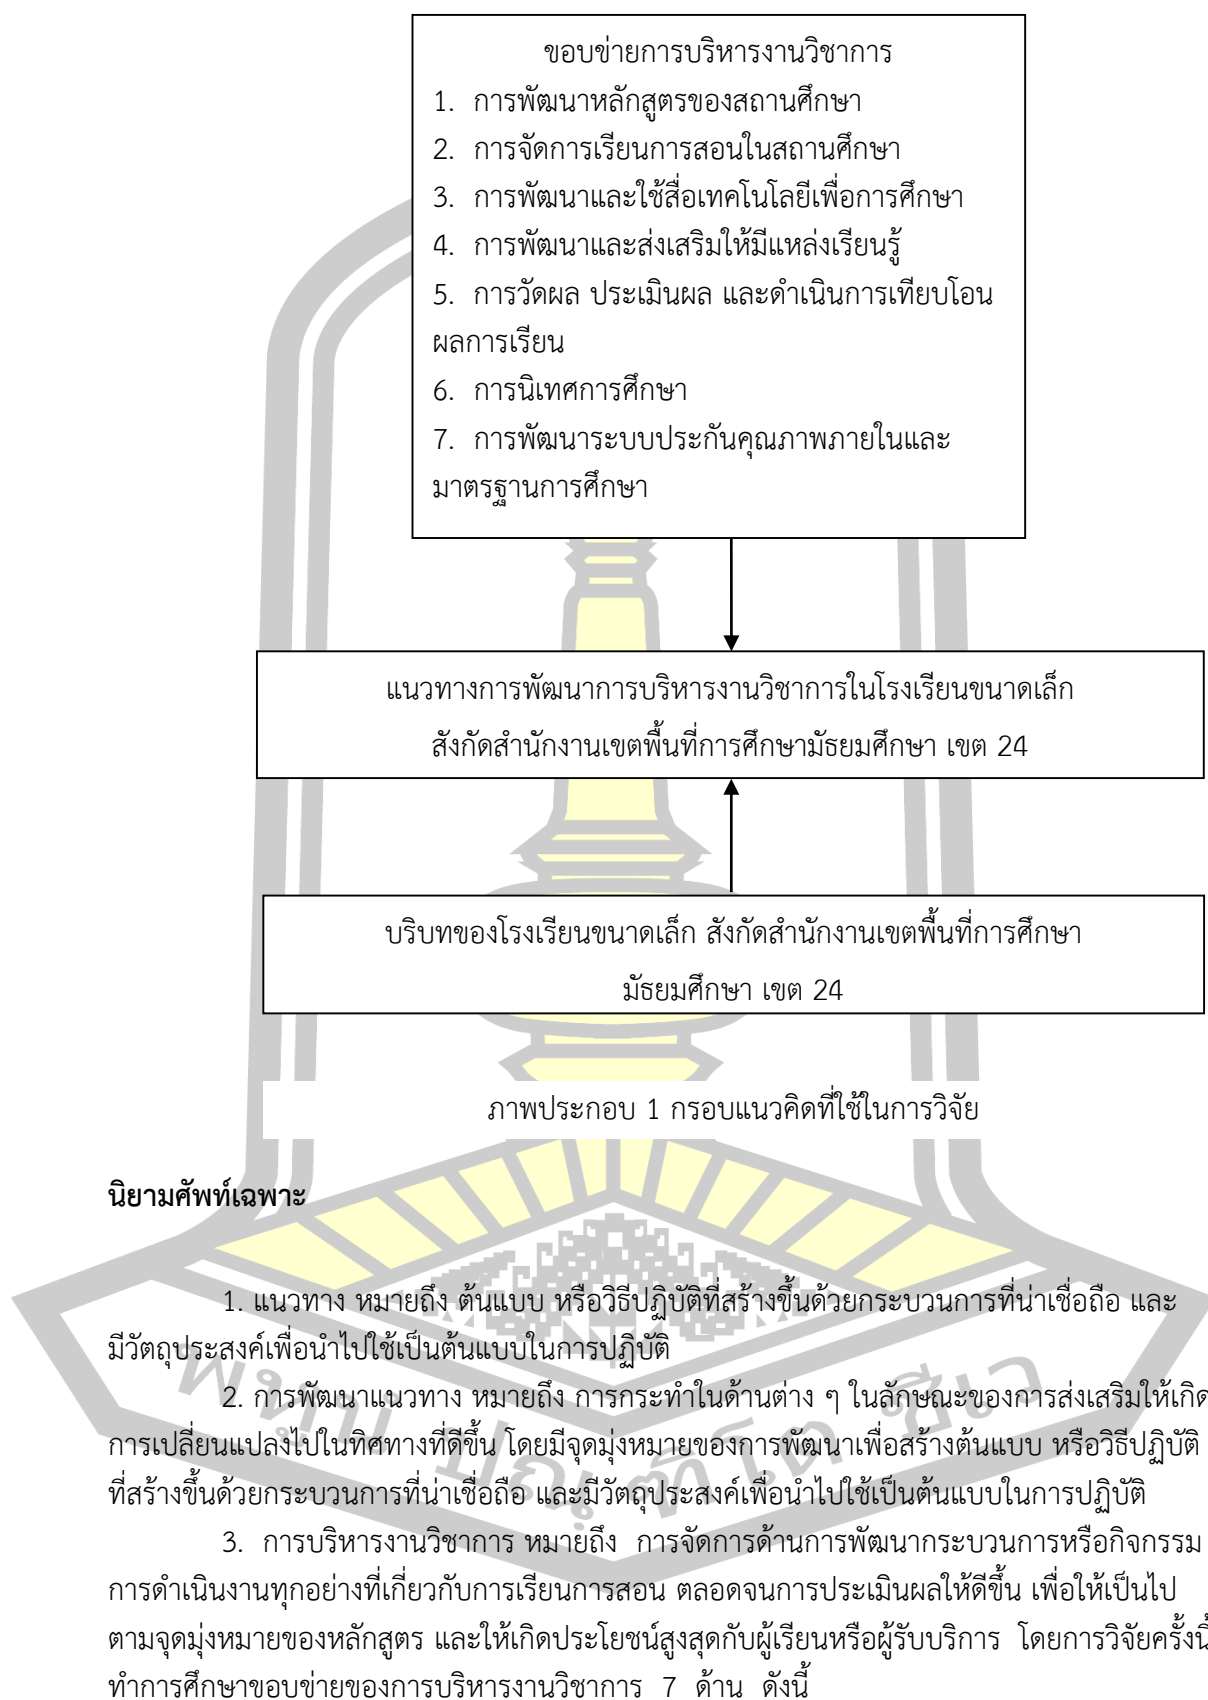 ขอบข่ายการบริหารงานวิชาการ
1. การพัฒนาหลักสูตรของสถานศึกษา
2. การจัดการเรียนการสอนในสถานศึกษา
3. การพัฒนาและใช้สื่อเทคโนโลยีเพื่อการศึกษา
4. การพัฒนาและส่งเสริมให้มีแหล่งเรียนรู้
5. การวัดผล ประเมินผล และดำเนินการเทียบโอน
ผลการเรียน
6. การนิเทศการศึกษา
7. การพัฒนาระบบประกันคุณภาพภายในและ
มาตรฐานการศึกษา
แนวทางการพัฒนาการบริหารงานวิชาการในโรงเรียนขนาดเล็ก
สังกัดสำนักงานเขตพื้นที่การศึกษามัธยมศึกษา เขต 24
บริบทของโรงเรียนขนาดเล็ก สังกัดสำนักงานเขตพื้นที่การศึกษา
มัธยมศึกษา เขต 24
ภาพประกอบ 1 กรอบแนวคิดที่ใช้ในการวิจัย
นิยามศัพท์เฉพาะ
1. แนวทาง หมายถึง ต้นแบบ หรือวิธีปฏิบัติที่สร้างขึ้นด้วยกระบวนการที่น่าเชื่อถือ และ
มีวัตถุประสงค์เพื่อนำไปใช้เป็นต้นแบบในการปฏิบัติ
2. การพัฒนาแนวทาง หมายถึง การกระทำในด้านต่าง ๆ ในลักษณะของการส่งเสริมให้เกิด
การเปลี่ยนแปลงไปในทิศทางที่ดีขึ้น โดยมีจุดมุ่งหมายของการพัฒนาเพื่อสร้างต้นแบบ หรือวิธีปฏิบัติ
ที่สร้างขึ้นด้วยกระบวนการที่น่าเชื่อถือ และมีวัตถุประสงค์เพื่อนำไปใช้เป็นต้นแบบในการปฏิบัติ
3. การบริหารงานวิชาการ หมายถึง การจัดการด้านการพัฒนากระบวนการหรือกิจกรรม
การดำเนินงานทุกอย่างที่เกี่ยวกับการเรียนการสอน ตลอดจนการประเมินผลให้ดีขึ้น เพื่อให้เป็นไป
ตามจุดมุ่งหมายของหลักสูตร และให้เกิดประโยชน์สูงสุดกับผู้เรียนหรือผู้รับบริการ โดยการวิจัยครั้งนี้
ทำการศึกษาขอบข่ายของการบริหารงานวิชาการ 7 ด้าน ดังนี้
พหูน ปณฺฑิโต ชีเว